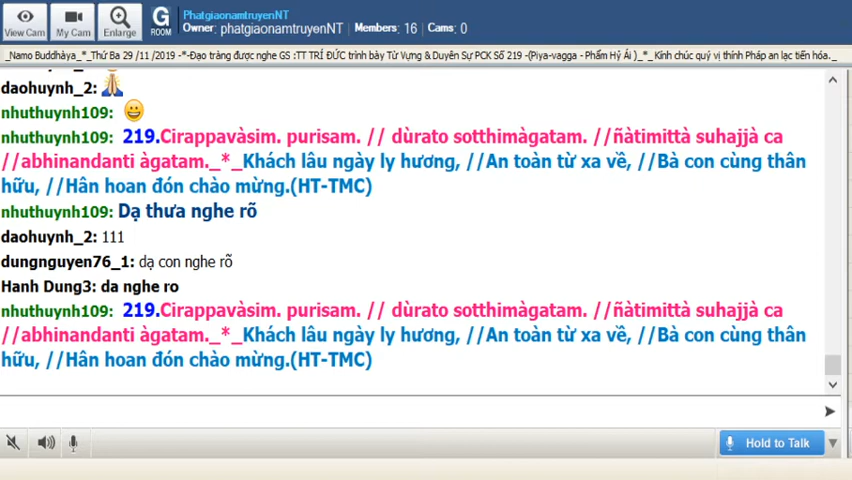 View Cam
My Cam
Enlarge
G
ROOM
PhatgiaonamtruyenNT
Owner: phatgiaonamtruyenNT | Members: 16 | Cams: 0
_Namo Buddhàya_*_Thứ Ba 29 /11 /2019 -*-Đạo tràng được nghe GS :TT TRÍ ĐỨC trình bày Từ Vựng & Duyên Sự PCK Số 219 -(Piya-vagga - Phẩm Hỷ Ái )_*_ Kính chúc quý vị thính Pháp an lạc tiến hóa._
daohuynh_2:
nhuthuynh109:
nhuthuynh109: 219.Cirappavàsim. purisam. // dùrato sotthimàgatam. //ñàtimittà suhajjà ca
//abhinandanti àgatam._*_Khách lâu ngày ly hương, //An toàn từ xa về, //Bà con cùng thân
hữu, //Hân hoan đón chào mừng.(HT-TMC)
nhuthuynh109: Dạ thưa nghe rõ
daohuynh_2: 111
dungnguyen76_1: dạ con nghe rõ
Hanh Dung3: da nghe ro
nhuthuynh109: 219.Cirappavàsim. purisam. // dùrato sotthimàgatam. //ñàtimittà suhajjà ca
//abhinandanti àgatam._*_Khách lâu ngày ly hương, //An toàn từ xa về, //Bà con cùng thân
hữu, //Hân hoan đón chào mừng.(HT-TMC)
Hold to Talk